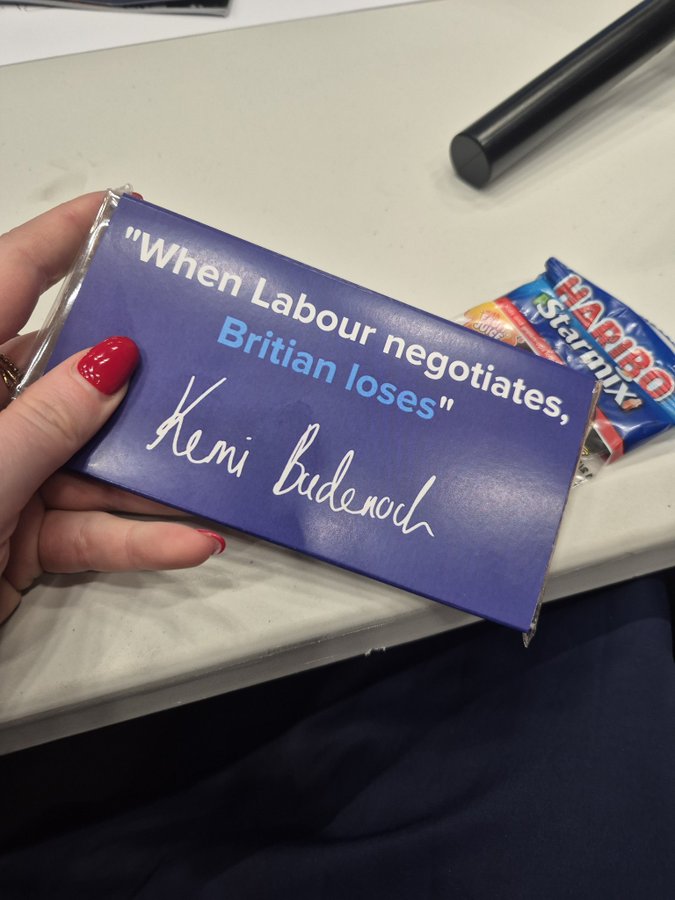 "When Labour negotiates,
Britian loses"
Kemi Badenoch
HARIBO
Starmix